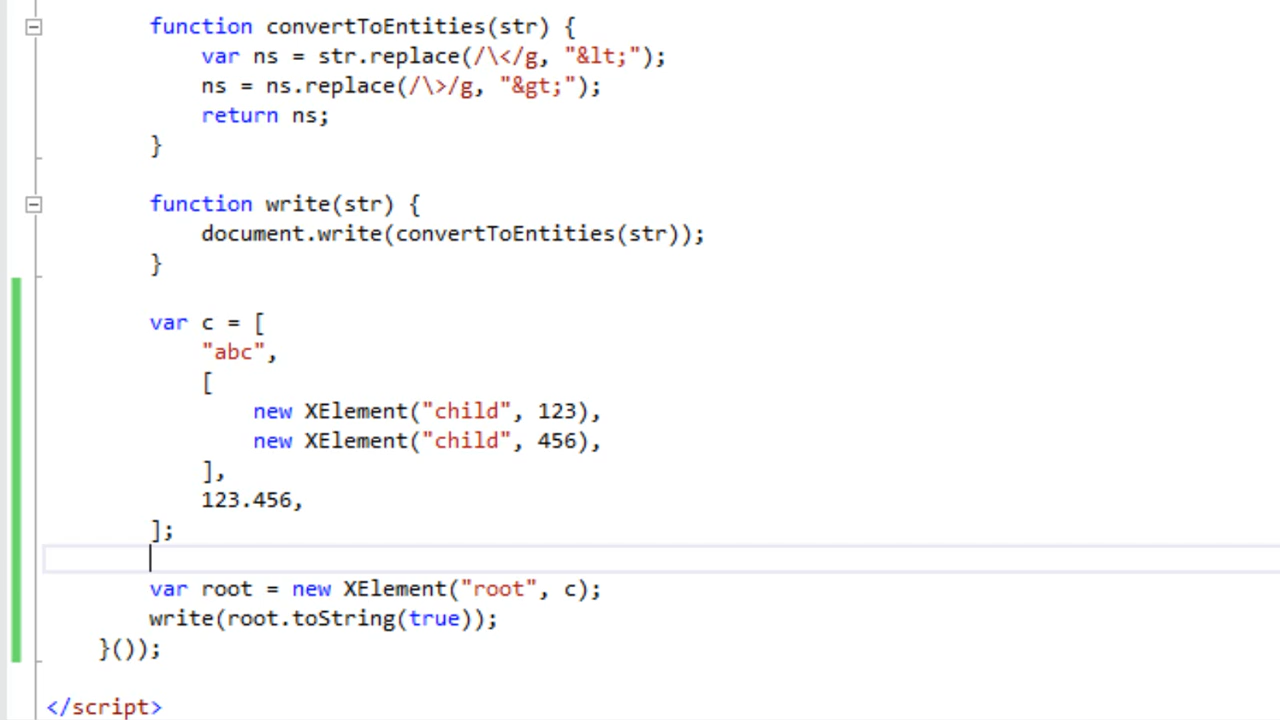 function convertToEntities(str) {
var ns = str.replace(/\</g, "&lt;");
ns = ns.replace(/\>/g, "&gt;");
return ns;
}
function write(str) {
document.write(convertToEntities(str));
}
var c = [
"abc",
[
new XElement("child", 123),
new XElement("child", 456),
],
123.456,
];
var root = new XElement("root", c);
write(root.toString(true));
}());
</script>